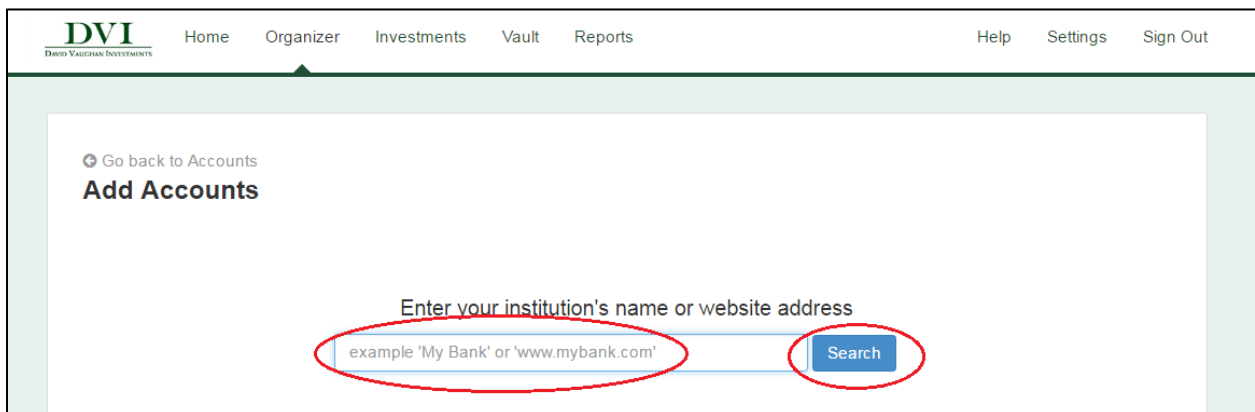 DVI
DAVID VAUGHAN INVESTMENTS
Home Organizer Investments Vault Reports Help Settings Sign Out
Go back to Accounts
Add Accounts
Enter your institution's name or website address
example 'My Bank' or 'www.mybank.com' Search